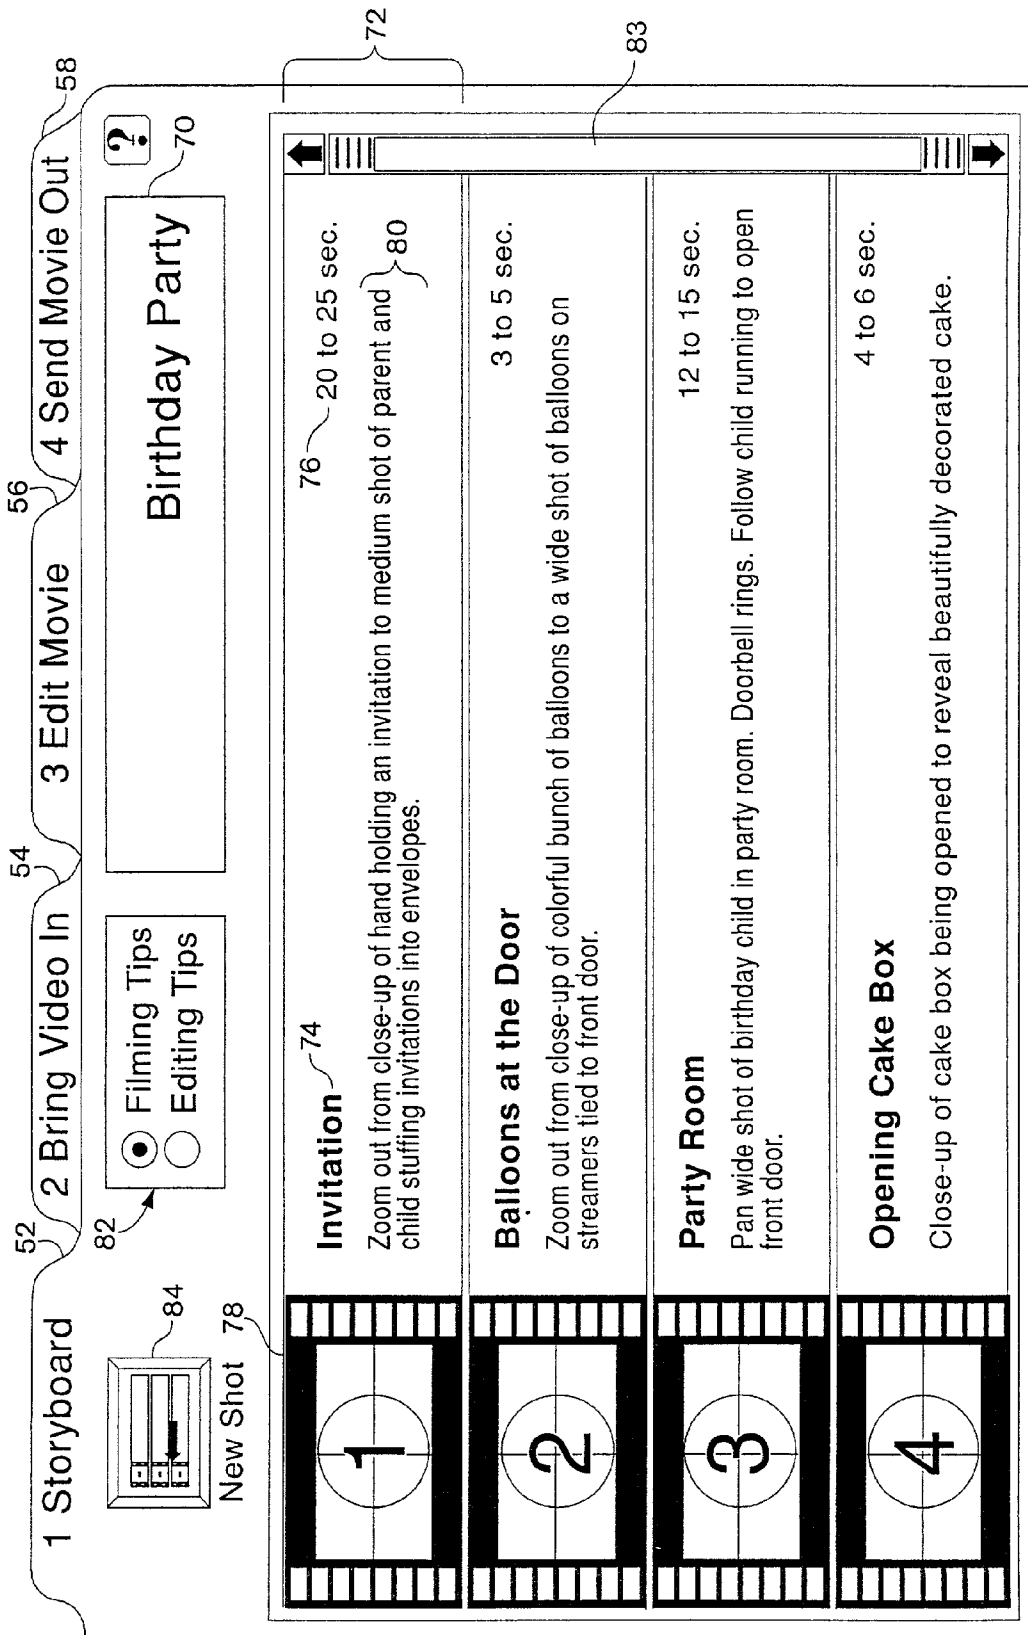 52
54
56
58
1 Storyboard
2 Bring Video In
3 Edit Movie
4 Send Movie Out
84
New Shot
82
Filming Tips
Editing Tips
Birthday Party
70
?
78
72
1
Invitation
74
76
20 to 25 sec.
Zoom out from close-up of hand holding an invitation to medium shot of parent and
child stuffing invitations into envelopes.
80
2
Balloons at the Door
3 to 5 sec.
Zoom out from close-up of colorful bunch of balloons to a wide shot of balloons on
streamers tied to front door.
3
Party Room
12 to 15 sec.
Pan wide shot of birthday child in party room. Doorbell rings. Follow child running to open
front door.
4
Opening Cake Box
4 to 6 sec.
Close-up of cake box being opened to reveal beautifully decorated cake.
83